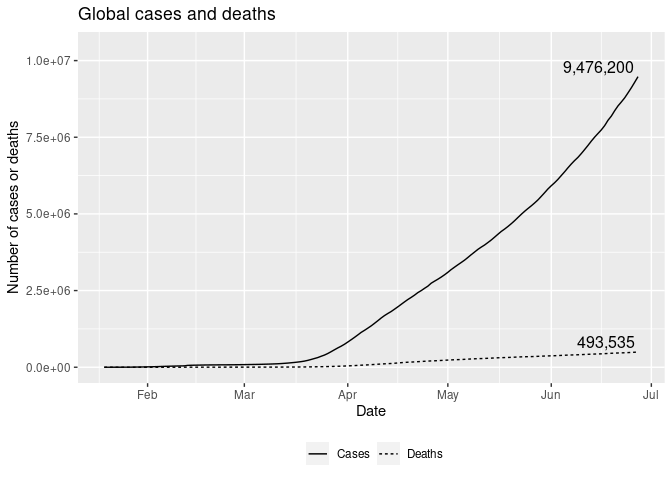 Global cases and deaths
Number of cases or deaths
1.0e+07
7.5e+06
5.0e+06
2.5e+06
0.0e+00
9,476,200
493,535
Feb Mar Apr May Jun Jul
Date
Cases Deaths